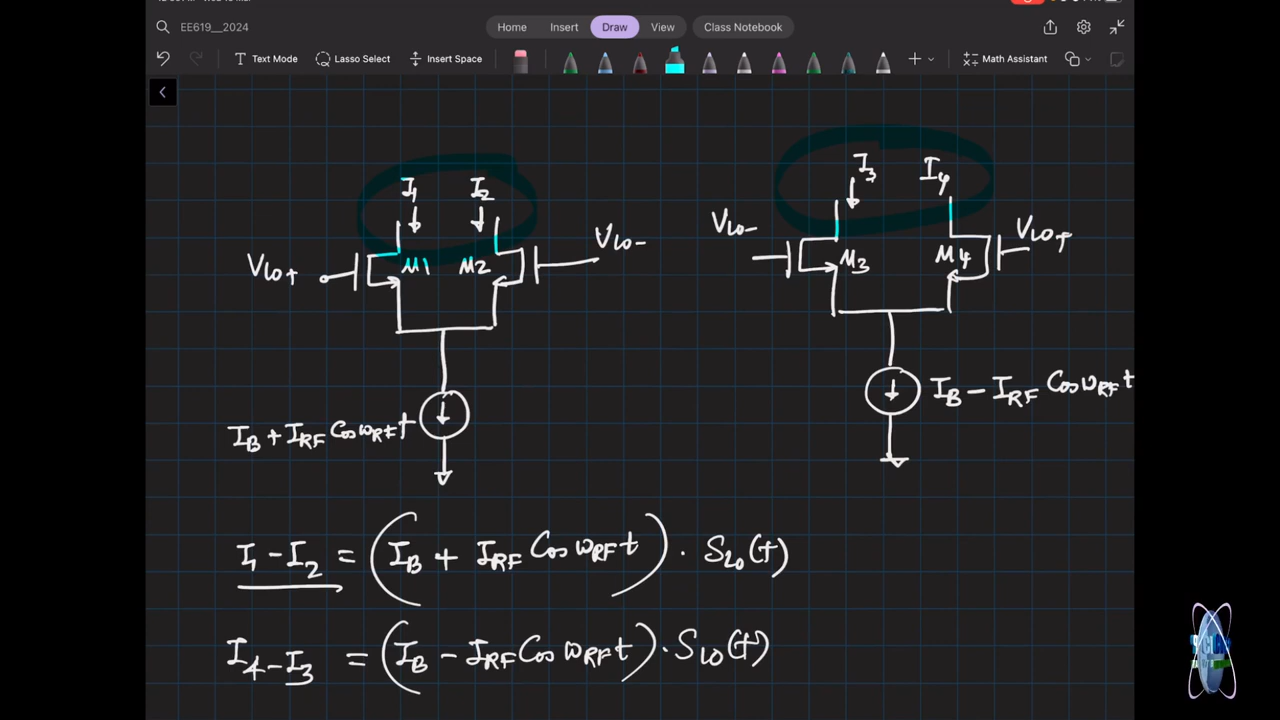 EE619__2024
Home Insert Draw View Class Notebook
Text Mode Lasso Select Insert Space Math Assistant
I1 I2
I3 I4
VLO+ M1 M2 VLO-
VLO- M3 M4 VLO+
IB + IRF Cos ωRF t
IB - IRF Cos ωRF t
I1 - I2 = (IB + IRF Cos ωRF t) . SLO(t)
I4 - I3 = (IB - IRF Cos ωRF t) . SLO(t)